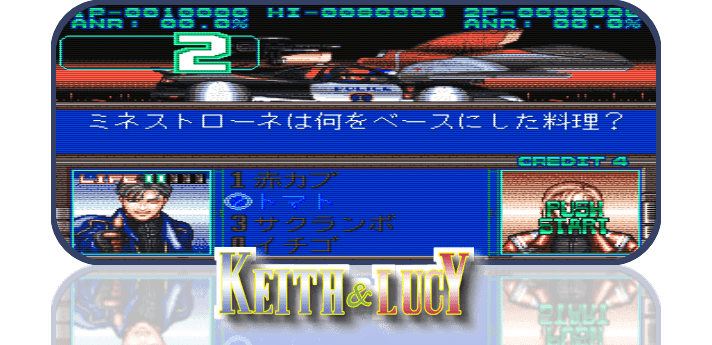 1P-0010000 HI-0080000 2P-0000000
ANR: 00.0% ANR: 00.0%
2
ミネストローネは何をベースにした料理?
CREDIT 4
LIFE
1 赤カブ
トマト
3 サクランボ
イチゴ
PUSH
START
KEITH & LUCY